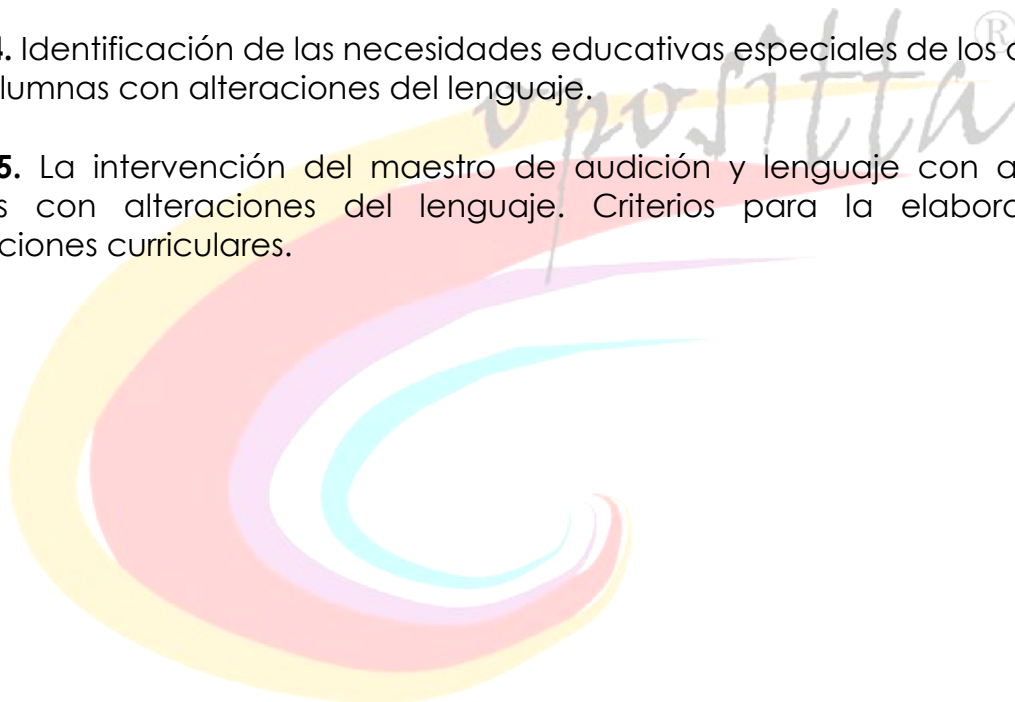 4. Identificación de las necesidades educativas especiales de los
lumnas con alteraciones del lenguaje.
opositta®
5. La intervención del maestro de audición y lenguaje con a
s con alteraciones del lenguaje. Criterios para la elabora
ciones curriculares.